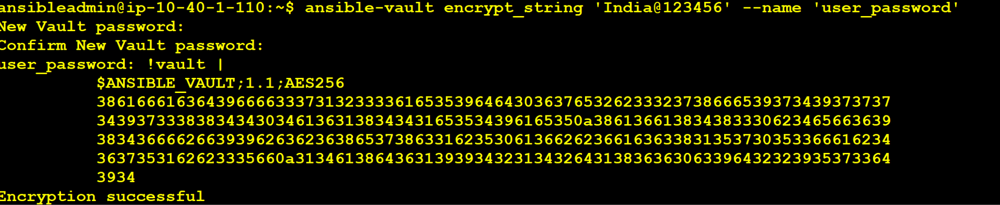 ansibleadmin@ip-10-40-1-110:~$ ansible-vault encrypt_string 'India@123456' --name 'user_password'
New Vault password:
Confirm New Vault password:
user_password: !vault |
$ANSIBLE_VAULT;1.1;AES256
38616661636439666633373132333361653539646430363765326233323738666539373439373737
3439373338383434303461363138343431653534396165350a386136613834383330623465663639
38343666626639396263623638653738633162353061366262366163633831353730353366616234
3637353162623335660a313461386436313939343231343264313836363063396432323935373364
3934
Encryption successful